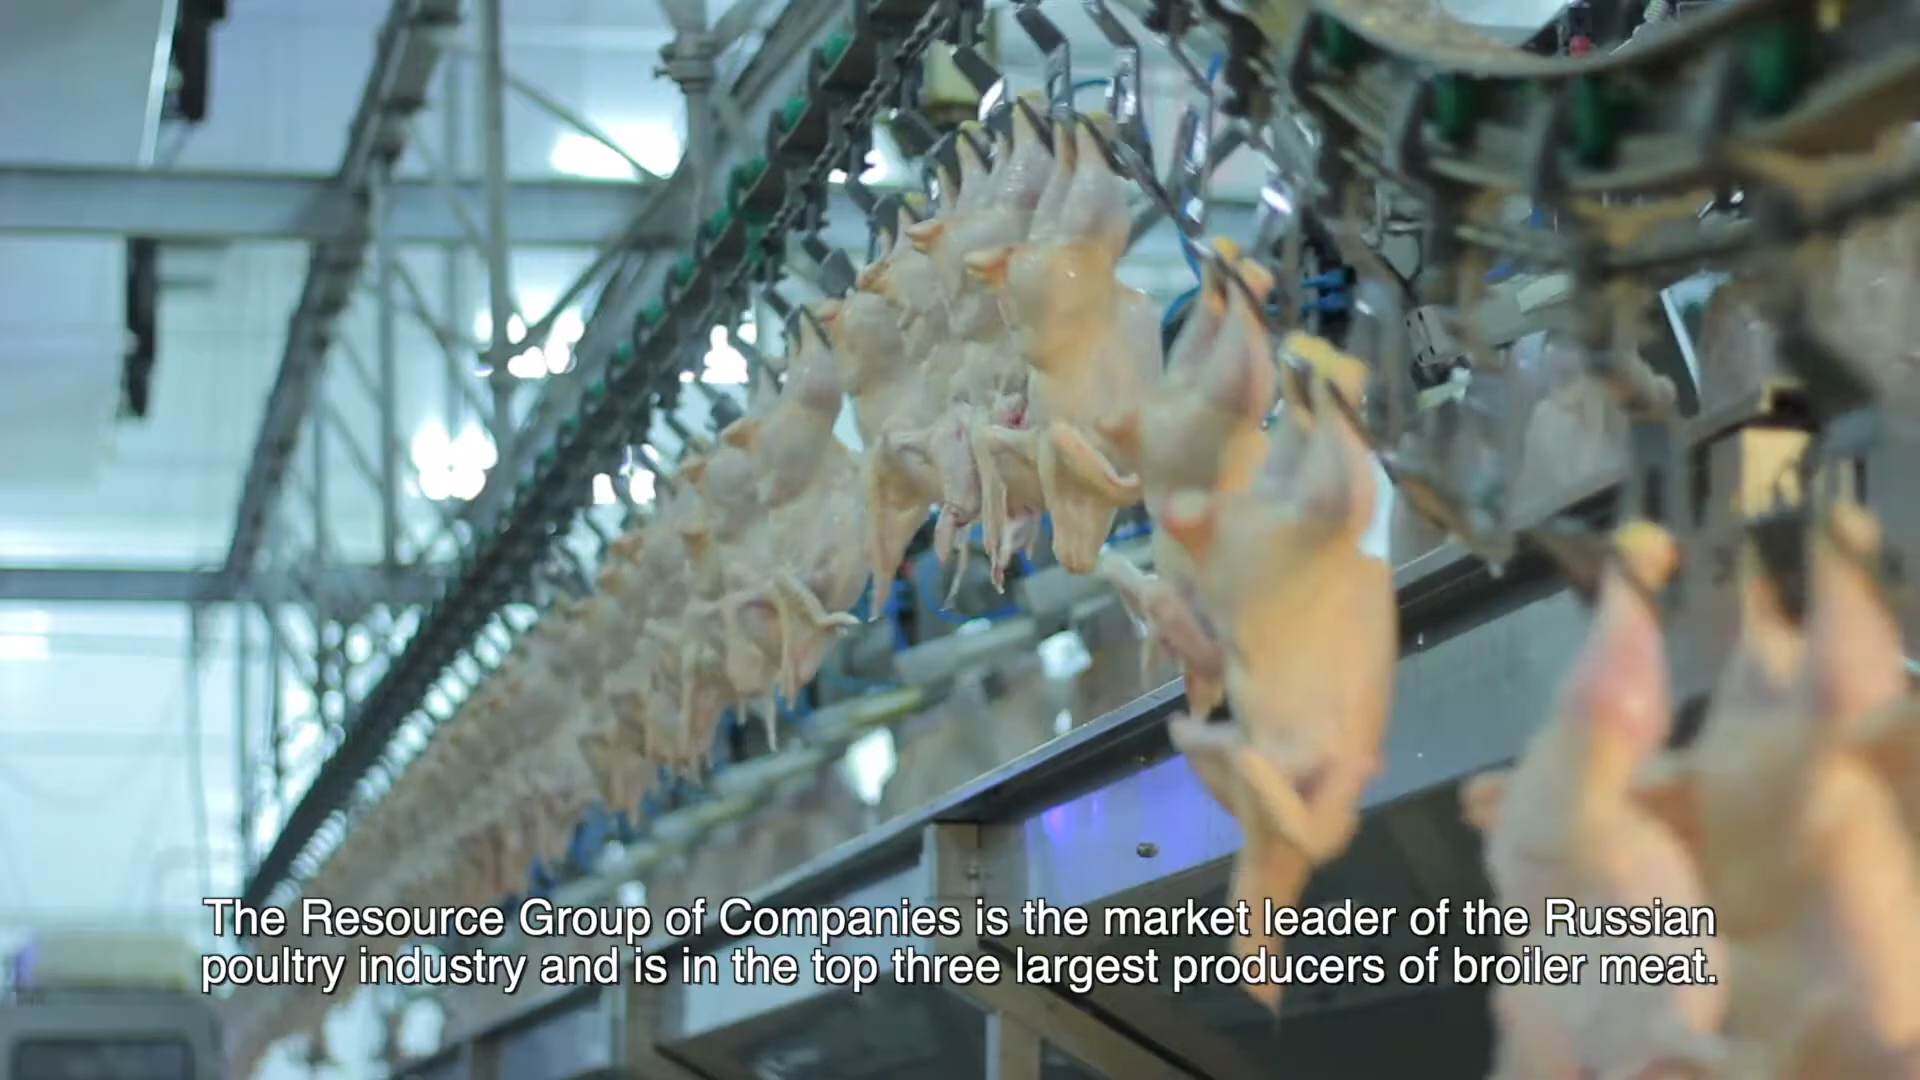 The Resource Group of Companies is the market leader of the Russian
poultry industry and is in the top three largest producers of broiler meat.